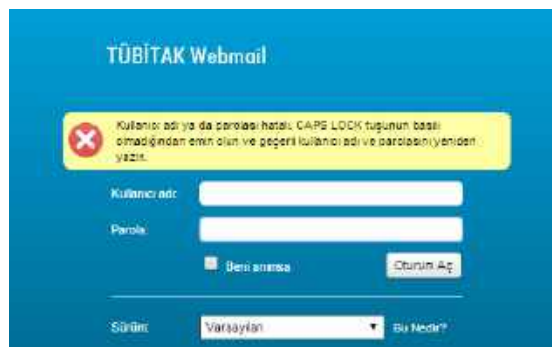 TÜBİTAK Webmail
Kullanıcı adı ya da parolası hatalı. CAPS LOCK tuşunun basılı
olmadığından emin olun ve geçerli kullanıcı adı ve parolasını yeniden
yazın.
Kullanıcı adı:
Parola:
Beni anımsa
Oturum Aç
Sürüm:
Varsayılan
Bu Nedir?